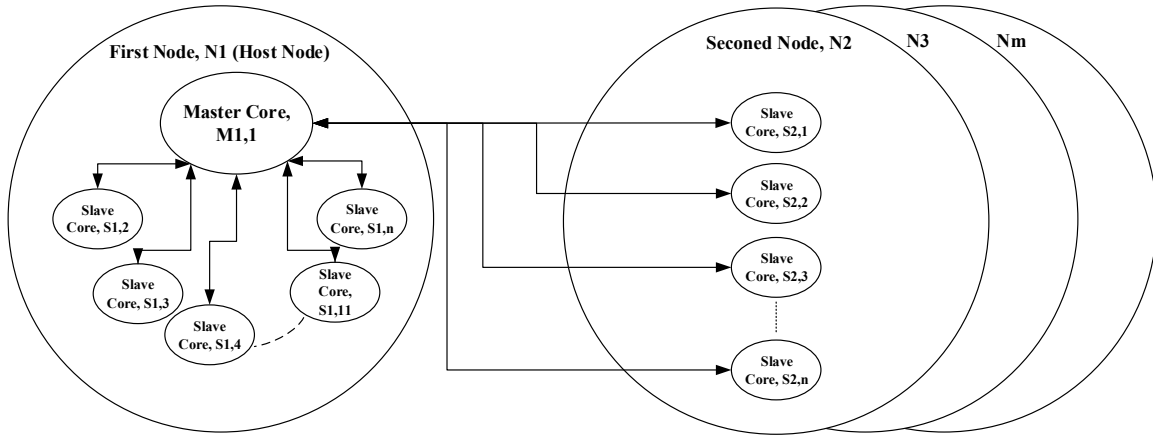 First Node, N1 (Host Node)
Master Core,
M1,1
Slave
Core, S1,2
Slave
Core, S1,3
Slave
Core, S1,4
Slave
Core,
S1,11
Slave
Core, S1,n
Seconed Node, N2
N3
Nm
Slave
Core, S2,1
Slave
Core, S2,2
Slave
Core, S2,3
Slave
Core, S2,n